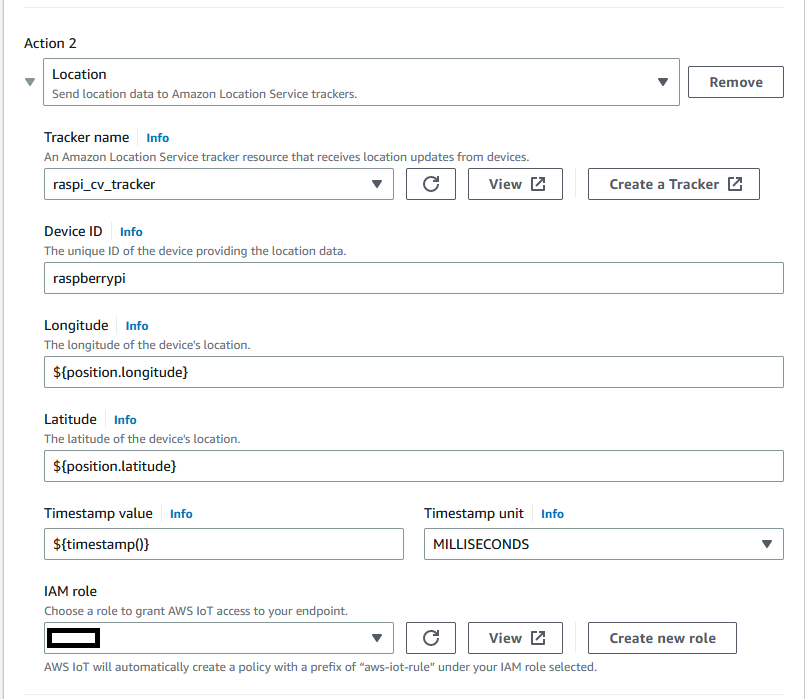 Action 2
Location
Send location data to Amazon Location Service trackers.
Remove
Tracker name Info
An Amazon Location Service tracker resource that receives location updates from devices.
raspi_cv_tracker View Create a Tracker
Device ID Info
The unique ID of the device providing the location data.
raspberrypi
Longitude Info
The longitude of the device's location.
${position.longitude}
Latitude Info
The latitude of the device's location.
${position.latitude}
Timestamp value Info Timestamp unit Info
${timestamp()} MILLISECONDS
IAM role
Choose a role to grant AWS IoT access to your endpoint.
View Create new role
AWS IoT will automatically create a policy with a prefix of “aws-iot-rule” under your IAM role selected.